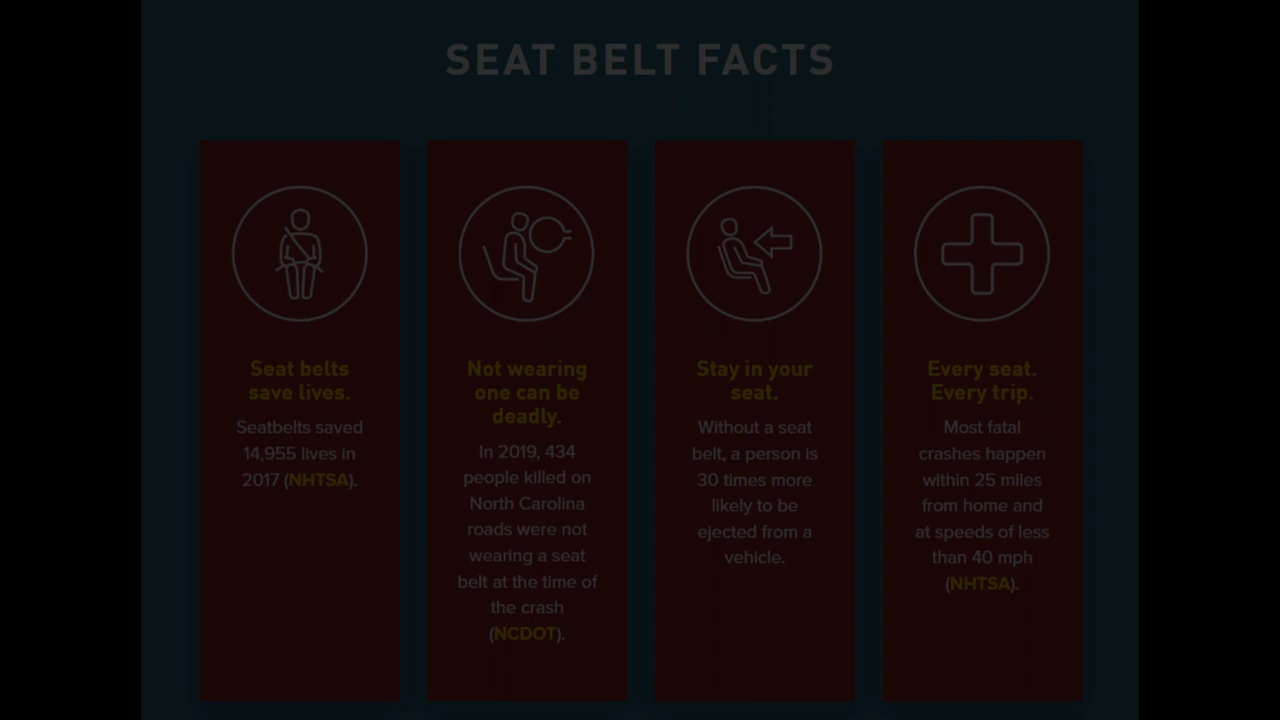 SEAT BELT FACTS
Seat belts
save lives.
Seatbelts saved
14,955 lives in
2017 (NHTSA).
Not wearing
one can be
deadly.
In 2019, 434
people killed on
North Carolina
roads were not
wearing a seat
belt at the time of
the crash
(NCDOT).
Stay in your
seat.
Without a seat
belt, a person is
30 times more
likely to be
ejected from a
vehicle.
Every seat.
Every trip.
Most fatal
crashes happen
within 25 miles
from home and
at speeds of less
than 40 mph
(NHTSA).